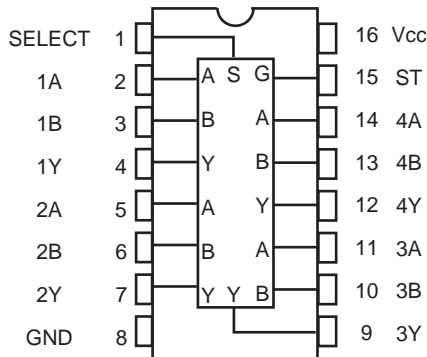 SELECT 1 16 Vcc
1A 2 A S G 15 ST
1B 3 B A 14 4A
1Y 4 Y B 13 4B
2A 5 A Y 12 4Y
2B 6 B A 11 3A
2Y 7 Y Y B 10 3B
GND 8 9 3Y